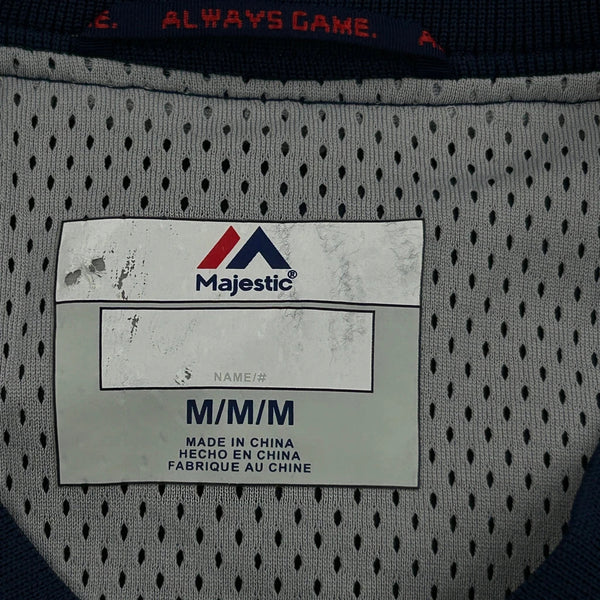 E. ALWAYS GAME. A
Majestic®
NAME/#
M/M/M
MADE IN CHINA
HECHO EN CHINA
FABRIQUE AU CHINE